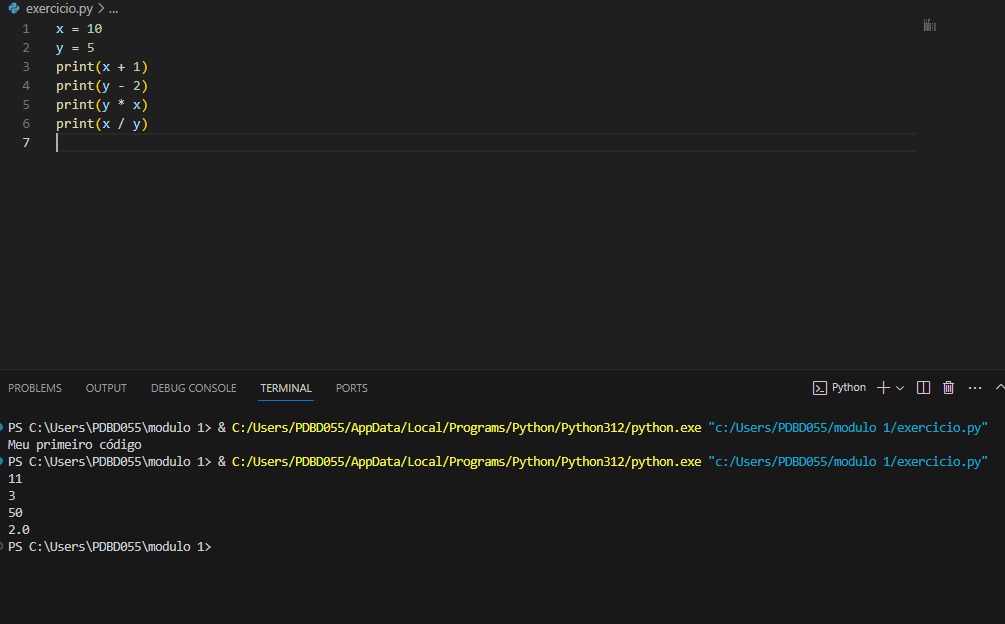 exercicio.py > ...
1 x = 10
2 y = 5
3 print(x + 1)
4 print(y - 2)
5 print(y * x)
6 print(x / y)
7
PROBLEMS OUTPUT DEBUG CONSOLE TERMINAL PORTS Python
PS C:\Users\PDBD055\modulo 1> & C:/Users/PDBD055/AppData/Local/Programs/Python/Python312/python.exe "c:/Users/PDBD055/modulo 1/exercicio.py"
Meu primeiro código
PS C:\Users\PDBD055\modulo 1> & C:/Users/PDBD055/AppData/Local/Programs/Python/Python312/python.exe "c:/Users/PDBD055/modulo 1/exercicio.py"
11
3
50
2.0
PS C:\Users\PDBD055\modulo 1>